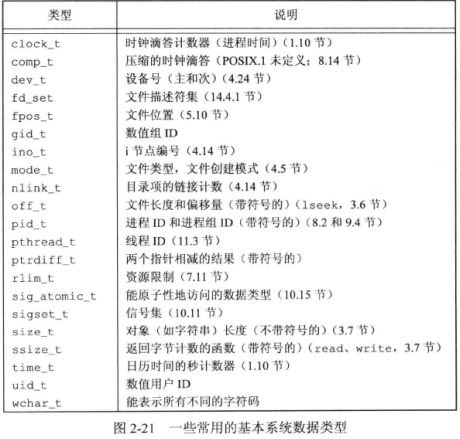 类型 说明
clock_t 时钟滴答计数器（进程时间）（1.10 节）
comp_t 压缩的时钟滴答（POSIX.1 未定义；8.14 节）
dev_t 设备号（主和次）（4.24 节）
fd_set 文件描述符集（14.4.1 节）
fpos_t 文件位置（5.10 节）
gid_t 数值组 ID
ino_t i 节点编号（4.14 节）
mode_t 文件类型，文件创建模式（4.5 节）
nlink_t 目录项的链接计数（4.14 节）
off_t 文件长度和偏移量（带符号的）（lseek，3.6 节）
pid_t 进程 ID 和进程组 ID（带符号的）（8.2 和 9.4 节）
pthread_t 线程 ID（11.3 节）
ptrdiff_t 两个指针相减的结果（带符号的）
rlim_t 资源限制（7.11 节）
sig_atomic_t 能原子性地访问的数据类型（10.15 节）
sigset_t 信号集（10.11 节）
size_t 对象（如字符串）长度（不带符号的）（3.7 节）
ssize_t 返回字节计数的函数（带符号的）（read、write，3.7 节）
time_t 日历时间的秒计数器（1.10 节）
uid_t 数值用户 ID
wchar_t 能表示所有不同的字符码
图 2-21 一些常用的基本系统数据类型